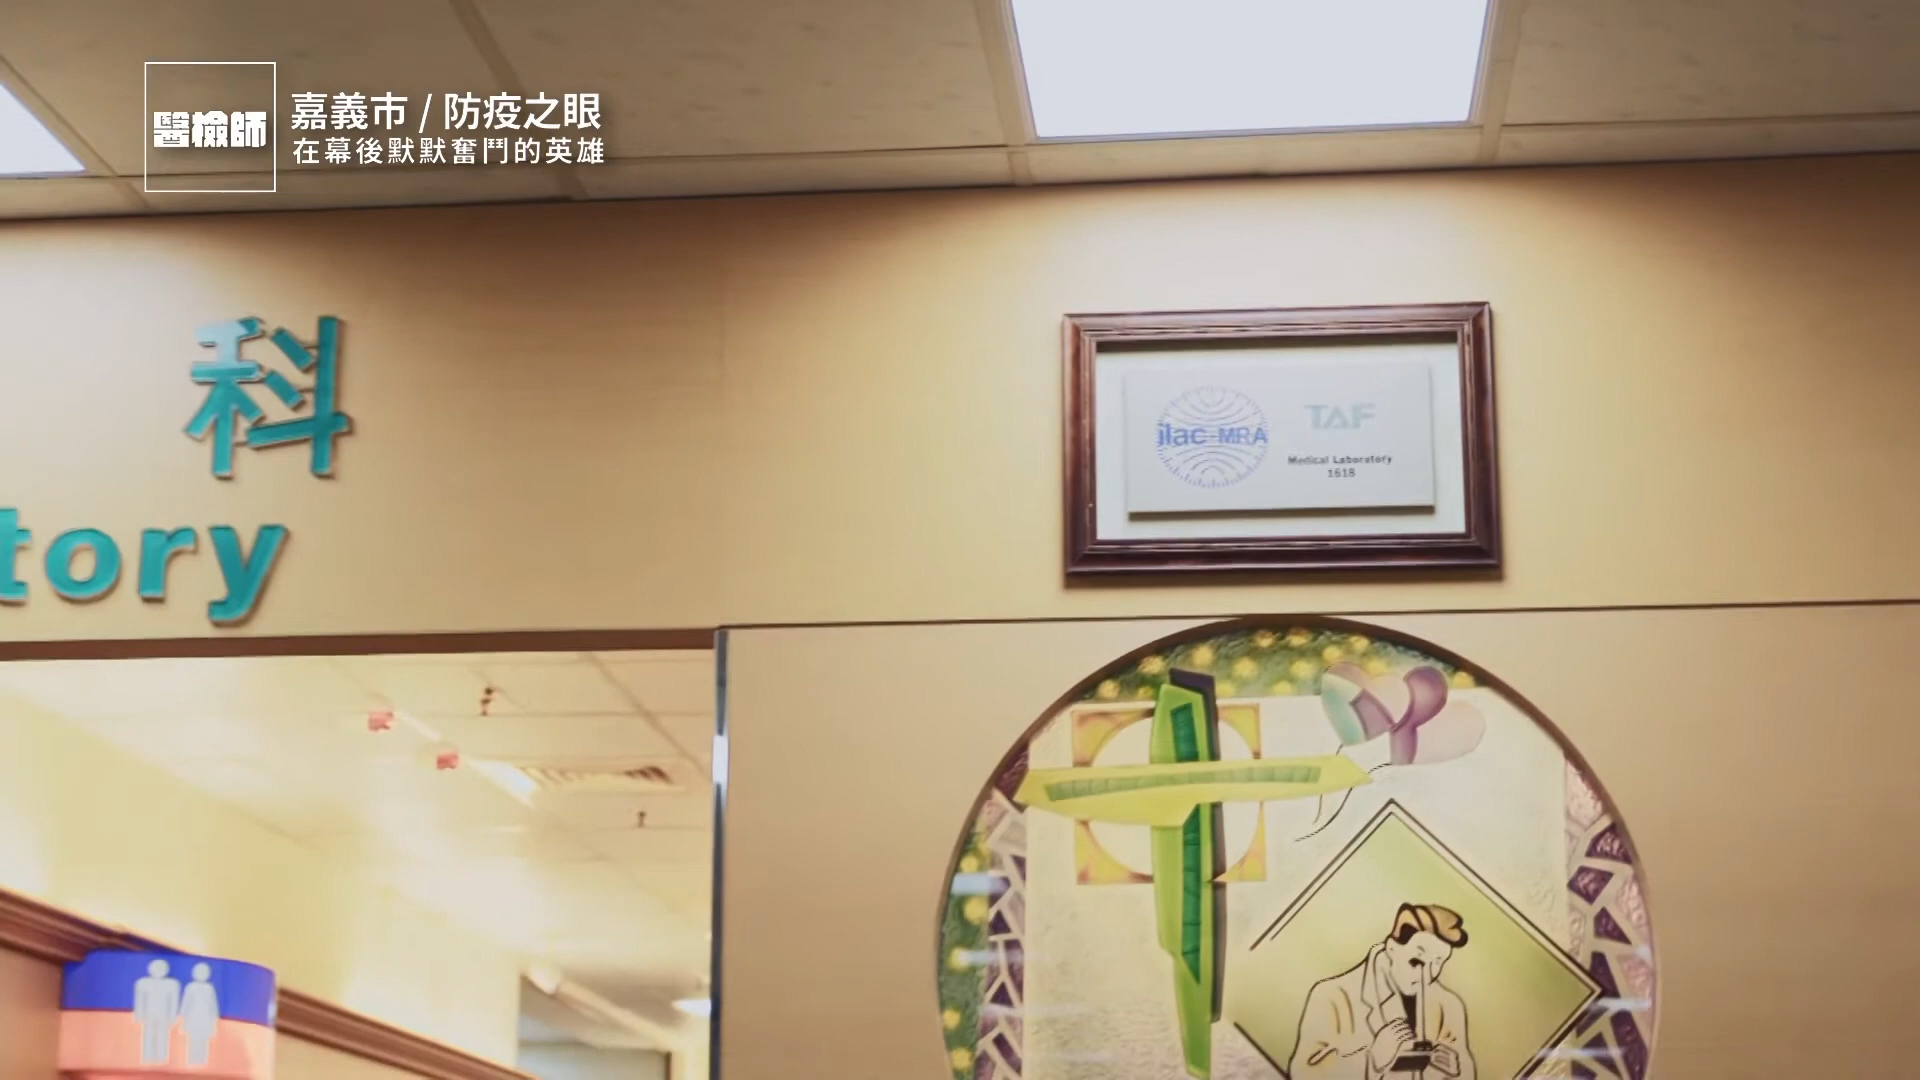 醫檢師
嘉義市 / 防疫之眼
在幕後默默奮鬥的英雄
科
tory
ilac-MRA
TAF
Medical Laboratory
1618